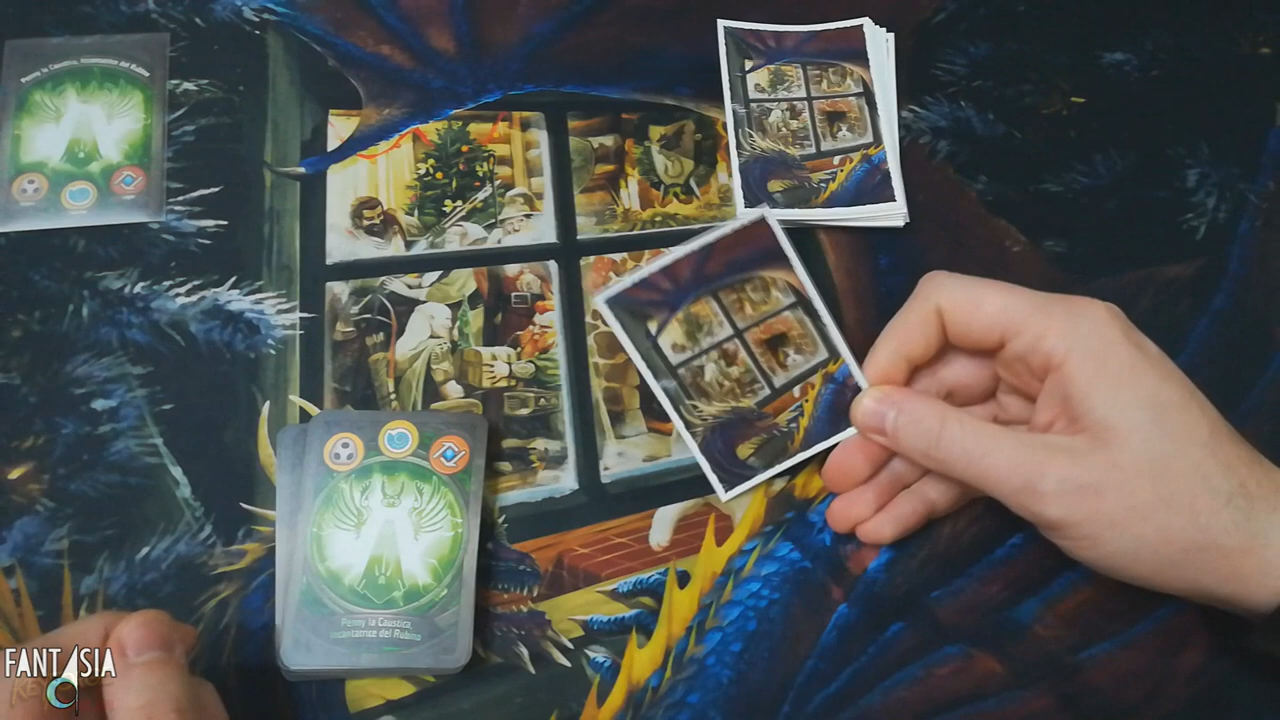 Penny la Caustica, incantatrice del Rubino
Penny la Caustica,
incantatrice del Rubino
FANTASIA